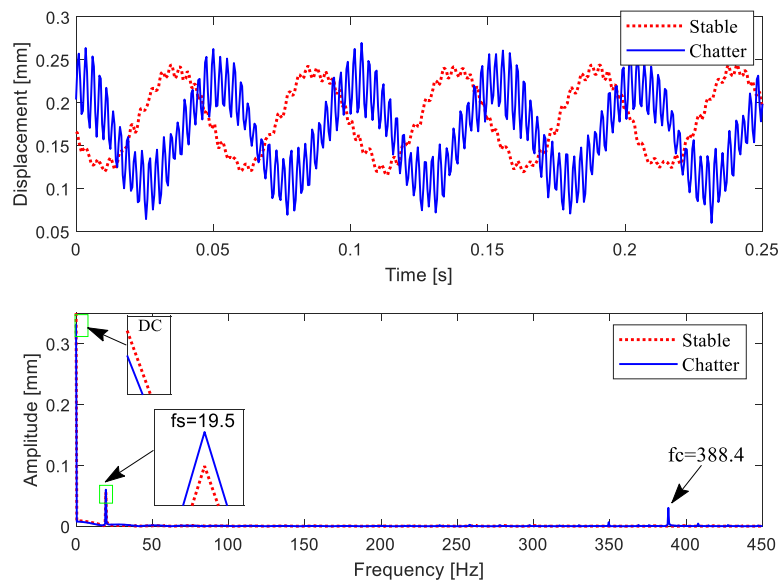 0.3
0.25
0.2
0.15
0.1
0.05
Displacement [mm]
Stable
Chatter
0
0.05
0.1
0.15
0.2
0.25
Time [s]
DC
Stable
Chatter
0.3
0.2
0.1
0
Amplitude [mm]
fs=19.5
fc=388.4
0
50
100
150
200
250
300
350
400
450
Frequency [Hz]